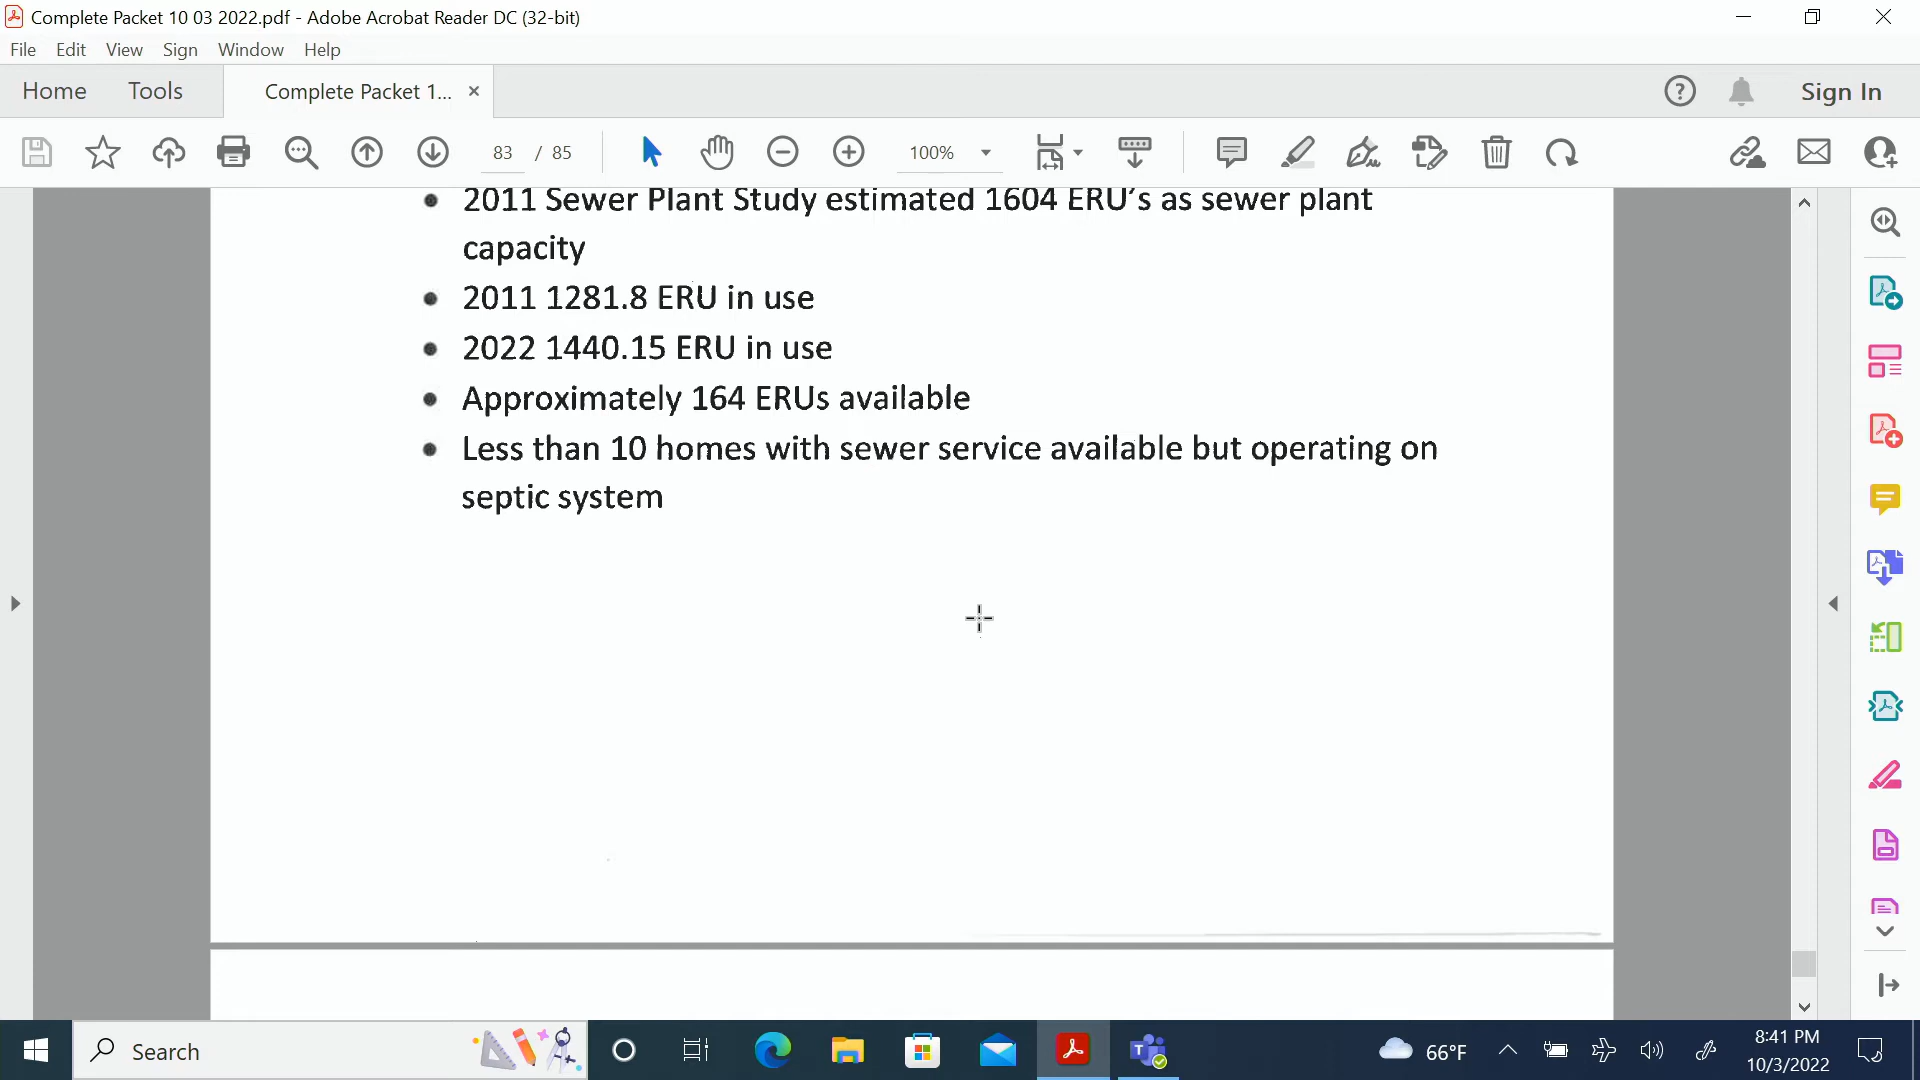 Complete Packet 10 03 2022.pdf - Adobe Acrobat Reader DC (32-bit)
File Edit View Sign Window Help
Home Tools Complete Packet 1... × Sign In
83 / 85 100%
2011 Sewer Plant Study estimated 1604 ERU's as sewer plant
capacity
2011 1281.8 ERU in use
2022 1440.15 ERU in use
Approximately 164 ERUs available
Less than 10 homes with sewer service available but operating on
septic system
Search
66°F
8:41 PM
10/3/2022